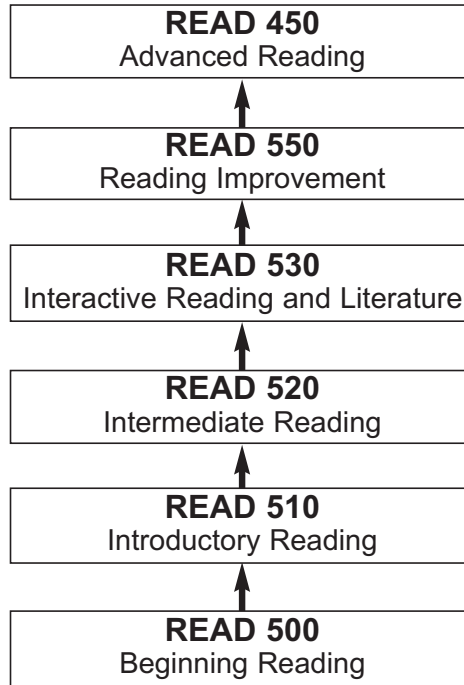 READ 450
Advanced Reading
READ 550
Reading Improvement
READ 530
Interactive Reading and Literature
READ 520
Intermediate Reading
READ 510
Introductory Reading
READ 500
Beginning Reading